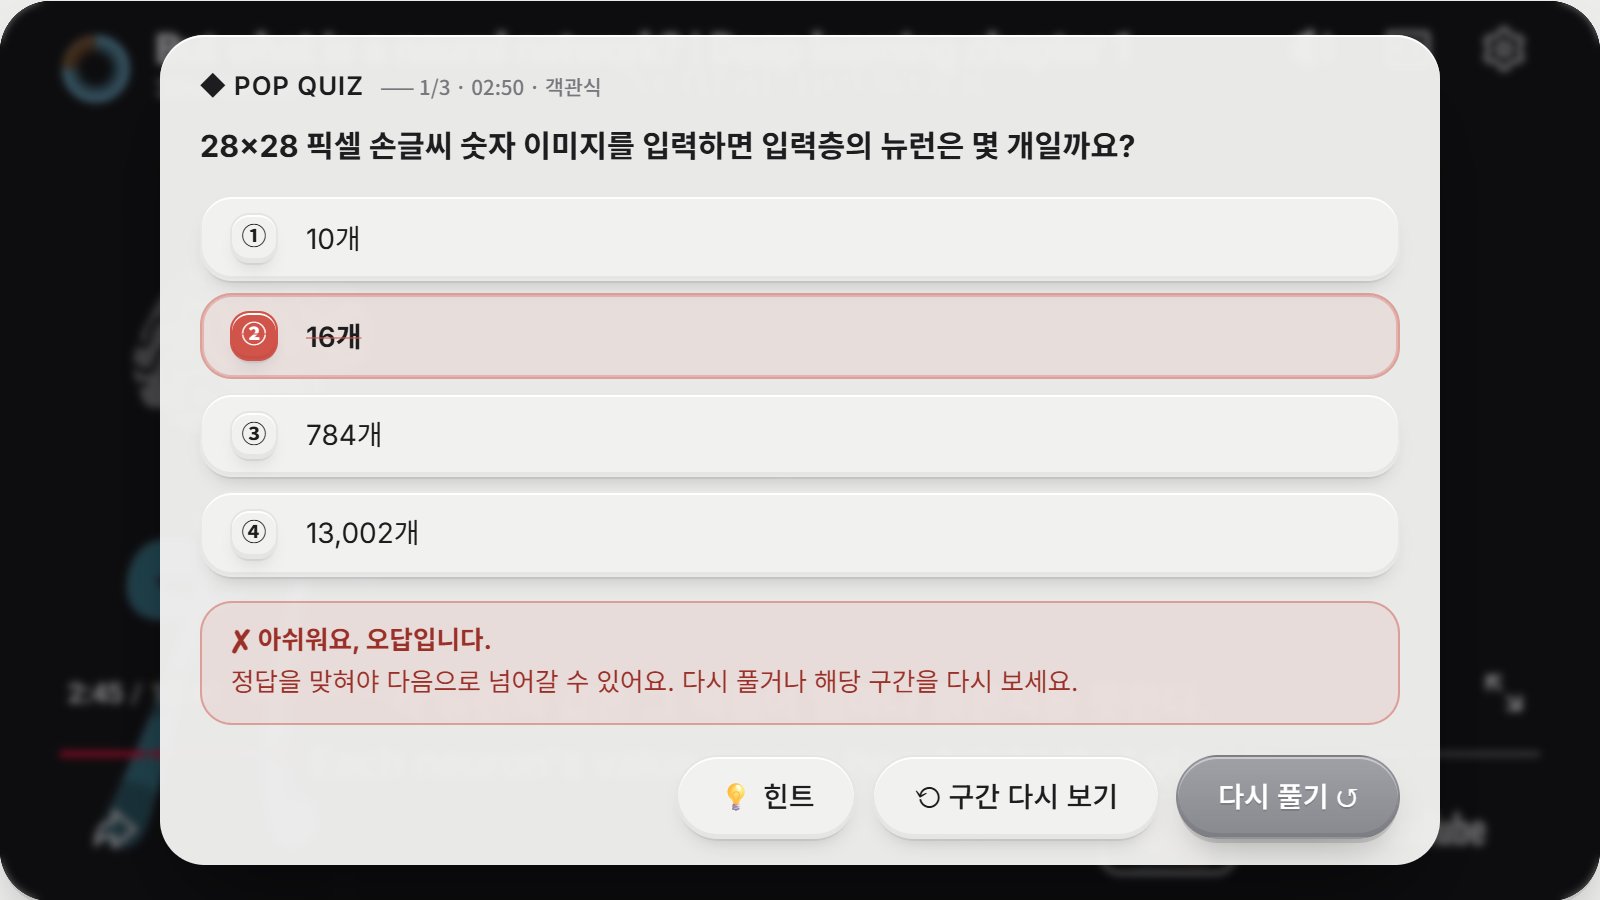 ◆ POP QUIZ — 1/3 · 02:50 · 객관식
28×28 픽셀 손글씨 숫자 이미지를 입력하면 입력층의 뉴런은 몇 개일까요?
① 10개
② 16개
③ 784개
④ 13,002개
✗ 아쉬워요, 오답입니다.
정답을 맞혀야 다음으로 넘어갈 수 있어요. 다시 풀거나 해당 구간을 다시 보세요.
2:45 /
💡 힌트
⟲ 구간 다시 보기
다시 풀기 ↺